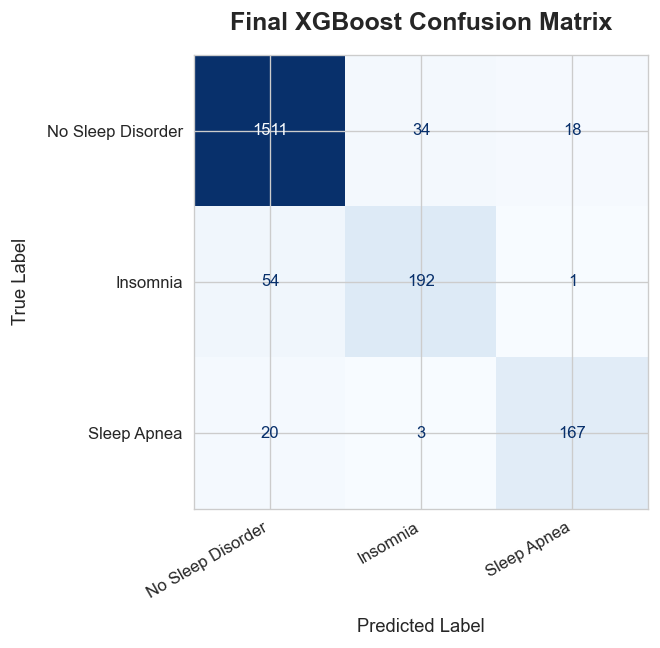 Final XGBoost Confusion Matrix
No Sleep Disorder 1511 34 18
Insomnia 54 192 1
Sleep Apnea 20 3 167
True Label
No Sleep Disorder Insomnia Sleep Apnea
Predicted Label